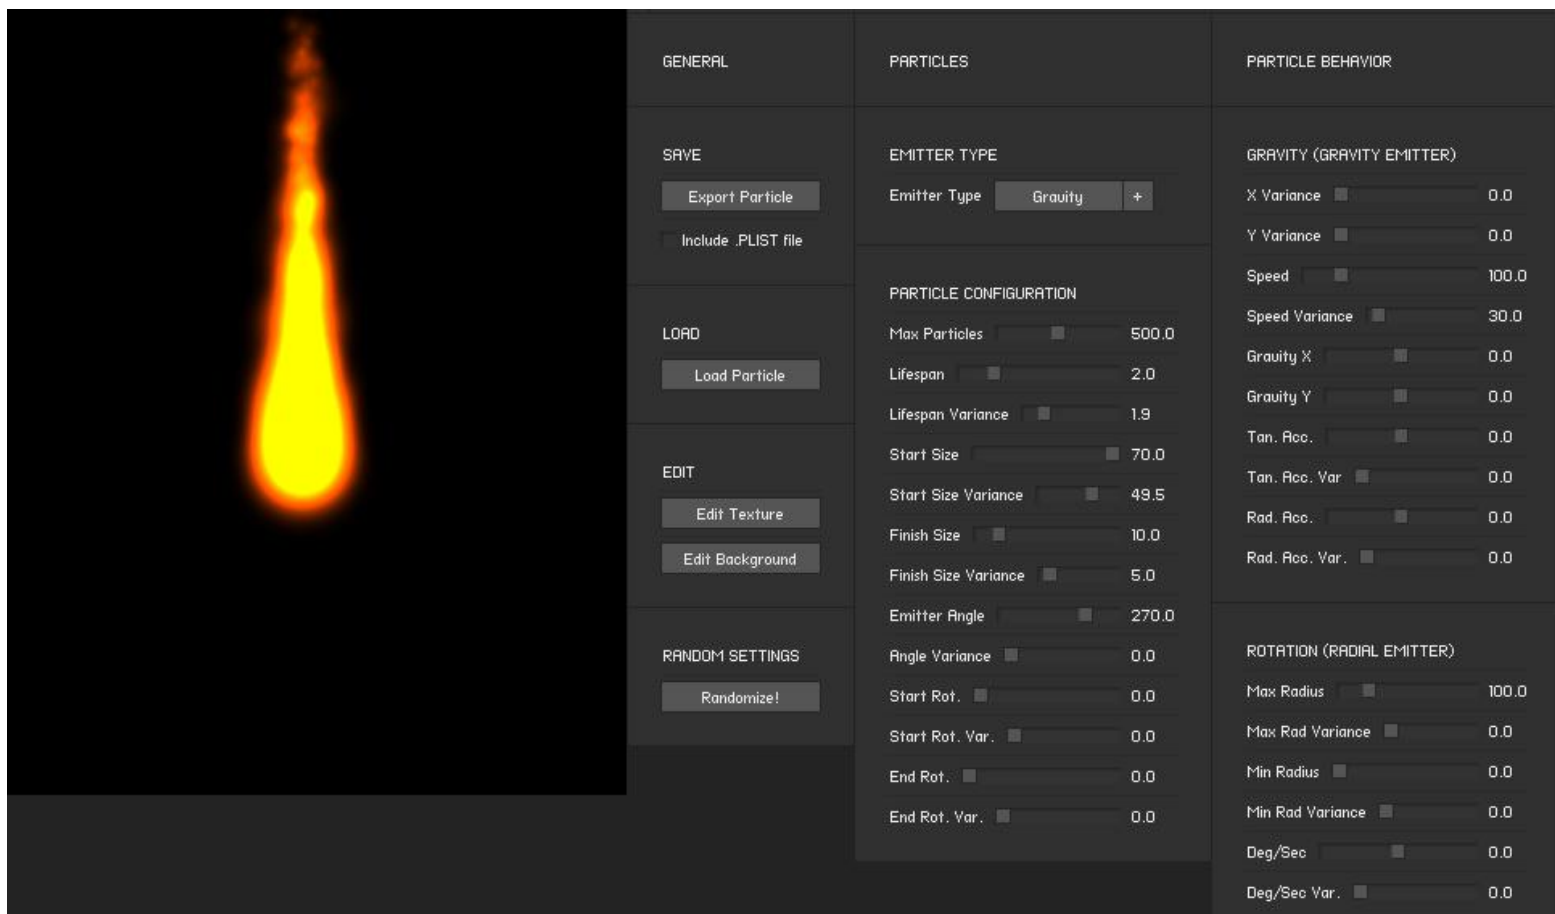 GENERAL
SAVE
Export Particle
Include .PLIST file
LOAD
Load Particle
EDIT
Edit Texture
Edit Background
RANDOM SETTINGS
Randomize!
PARTICLES
EMITTER TYPE
Emitter Type Gravity +
PARTICLE CONFIGURATION
Max Particles 500.0
Lifespan 2.0
Lifespan Variance 1.9
Start Size 70.0
Start Size Variance 49.5
Finish Size 10.0
Finish Size Variance 5.0
Emitter Angle 270.0
Angle Variance 0.0
Start Rot. 0.0
Start Rot. Var. 0.0
End Rot. 0.0
End Rot. Var. 0.0
PARTICLE BEHAVIOR
GRAVITY (GRAVITY EMITTER)
X Variance 0.0
Y Variance 0.0
Speed 100.0
Speed Variance 30.0
Gravity X 0.0
Gravity Y 0.0
Tan. Acc. 0.0
Tan. Acc. Var 0.0
Rad. Acc. 0.0
Rad. Acc. Var. 0.0
ROTATION (RADIAL EMITTER)
Max Radius 100.0
Max Rad Variance 0.0
Min Radius 0.0
Min Rad Variance 0.0
Deg/Sec 0.0
Deg/Sec Var. 0.0